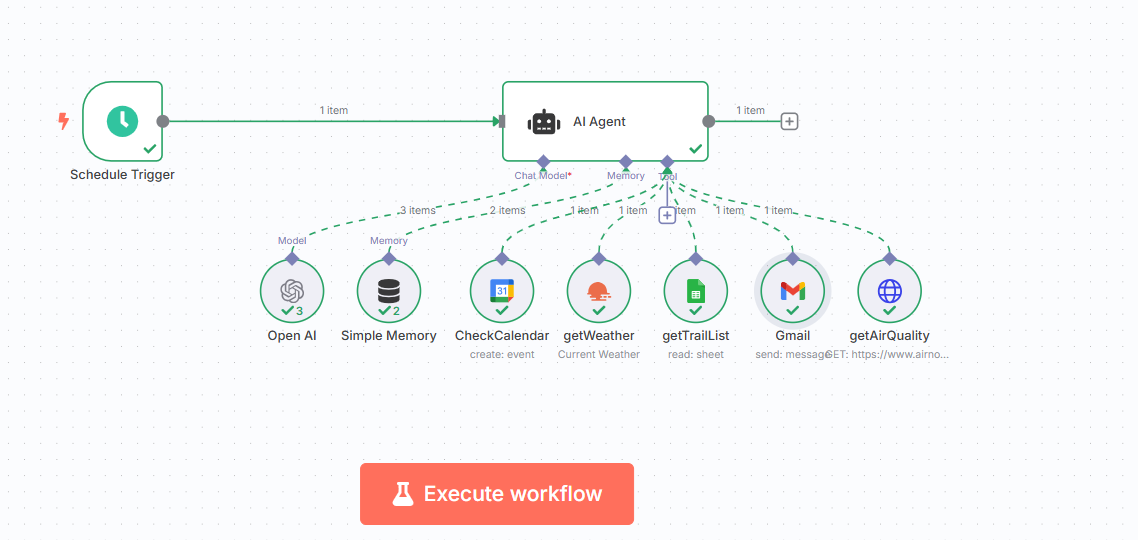 1 item
AI Agent
1 item
Schedule Trigger
Chat Model*
Memory
Tool
3 items
2 items
1 item
1 item
item
1 item
1 item
Model
Memory
31
3
2
Open AI
Simple Memory
CheckCalendar
getWeather
getTrailList
Gmail
getAirQuality
create: event
Current Weather
read: sheet
send: message
GET: https://www.airno...
Execute workflow